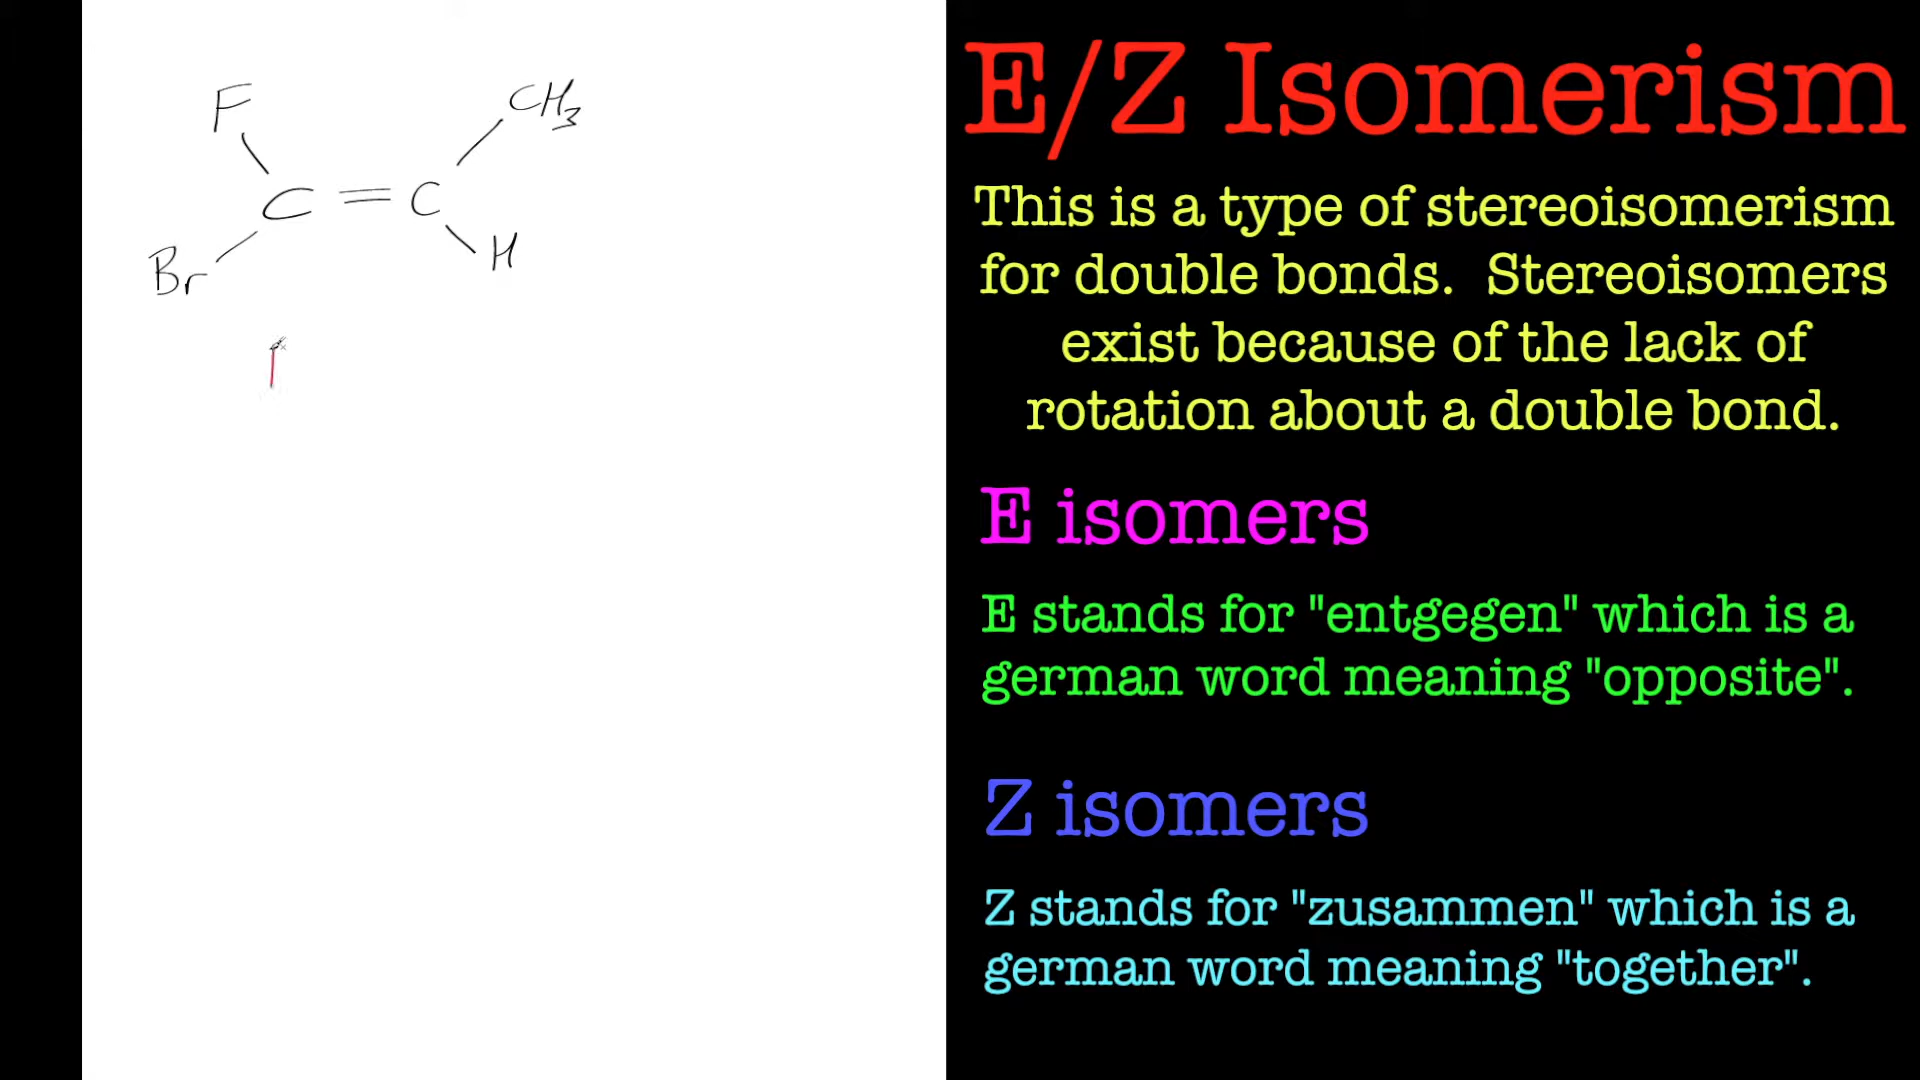 F
CH3
C = C
Br
H
E/Z Isomerism
This is a type of stereoisomerism
for double bonds. Stereoisomers
exist because of the lack of
rotation about a double bond.
E isomers
E stands for "entgegen" which is a
german word meaning "opposite".
Z isomers
Z stands for "zusammen" which is a
german word meaning "together".